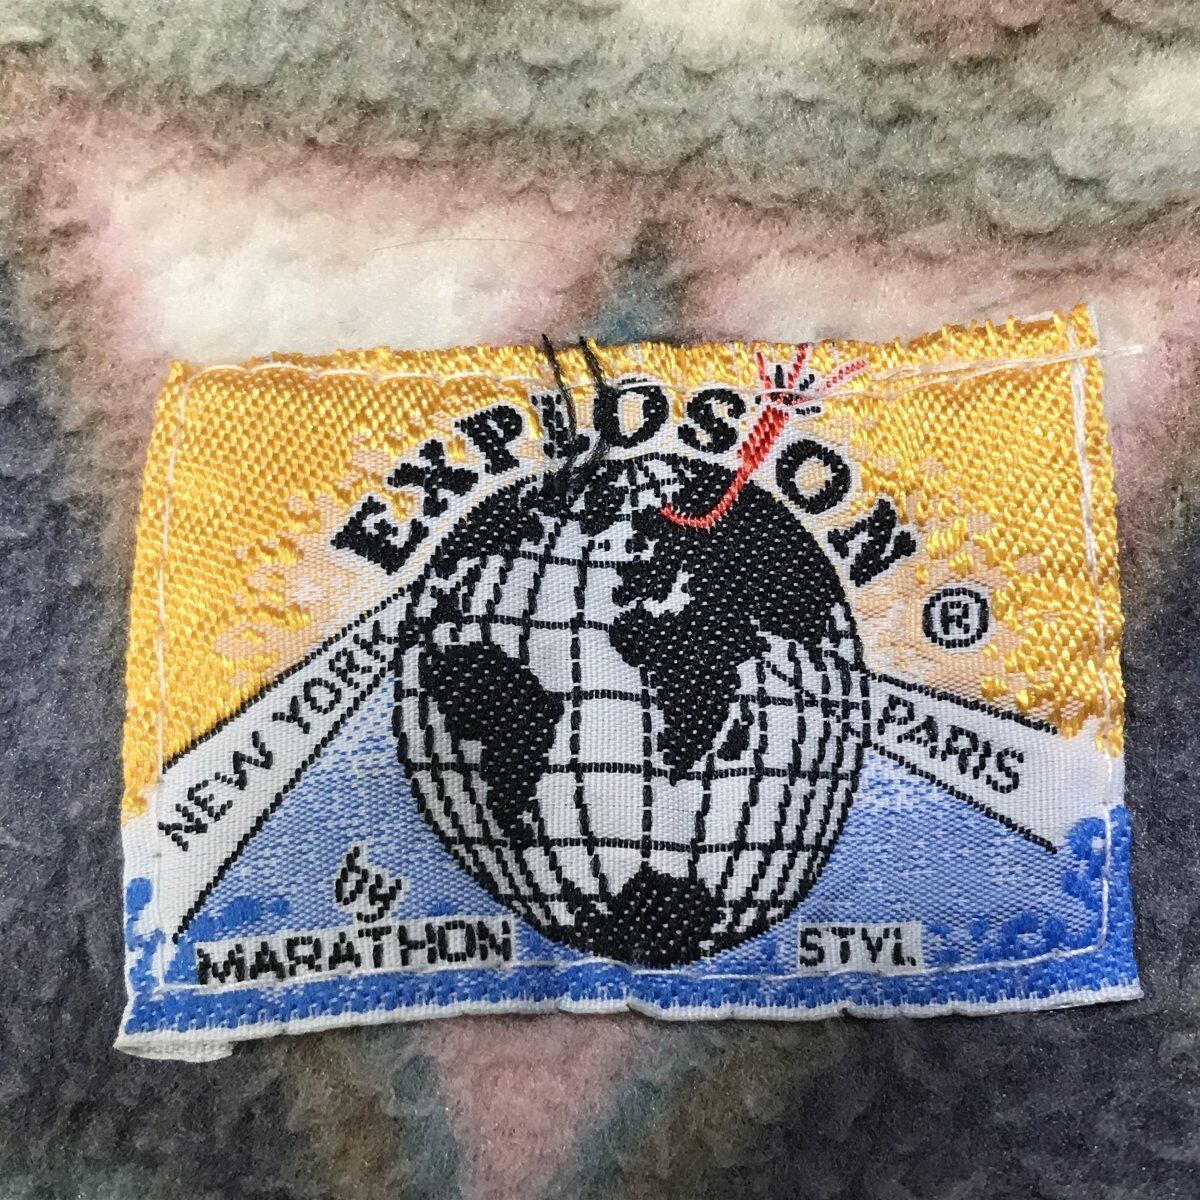 EXPLOSION ®
NEW YORK
PARIS
by
MARATHON STYL